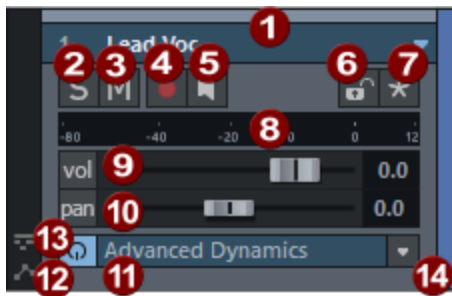 1
1 Lead Voc
2 3 4 5 6 7
S M *
8
-80 -40 -20 0 12
vol 9 0.0
pan 10 0.0
13 Advanced Dynamics
12 11 14